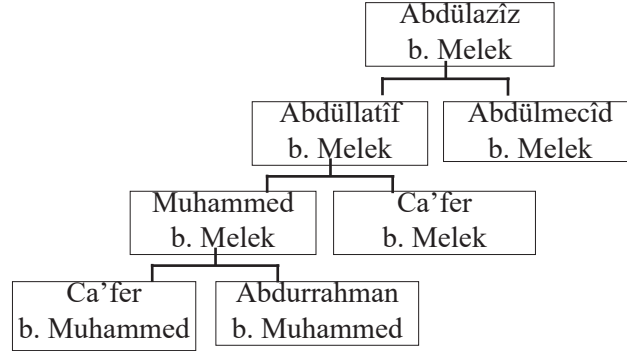 Abdülazîz
b. Melek
Abdüllatîf
b. Melek
Abdülmecîd
b. Melek
Muhammed
b. Melek
Ca’fer
b. Melek
Ca’fer
b. Muhammed
Abdurrahman
b. Muhammed